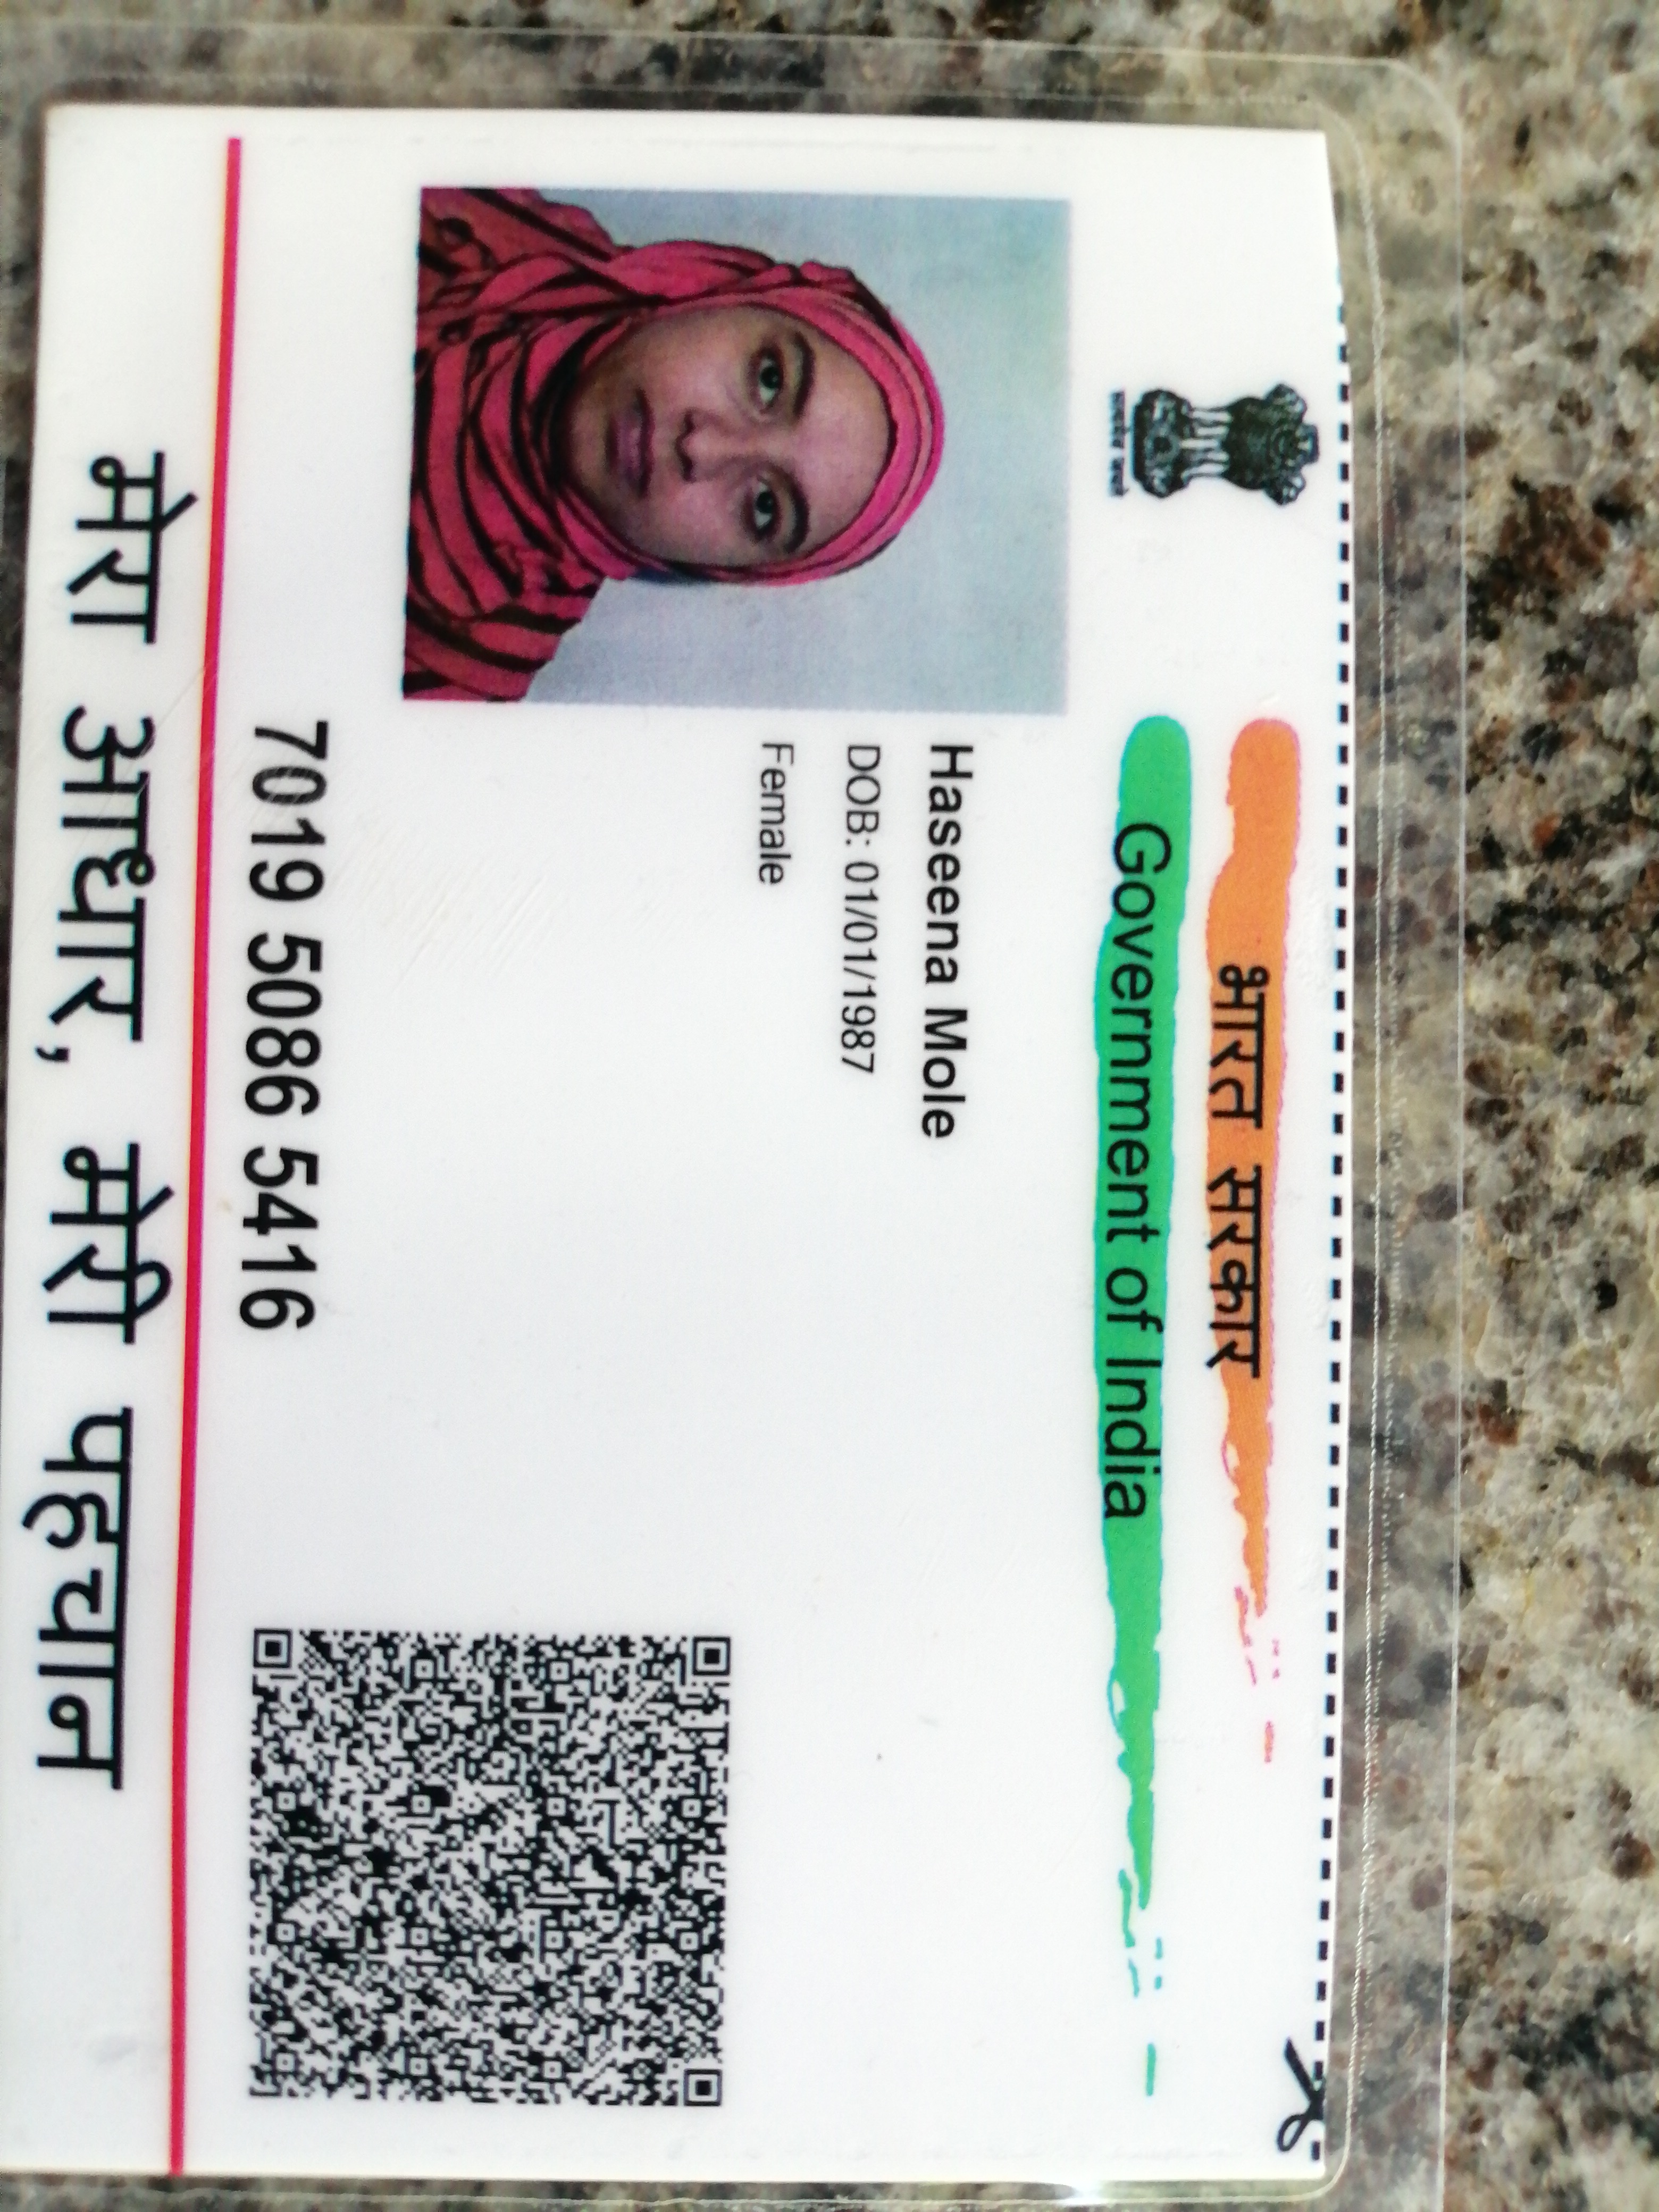 भारत सरकार
Government of India
सत्यमेव जयते
Haseena Mole
DOB: 01/01/1987
Female
7019 5086 5416
मेरा आधार, मेरी पहचान